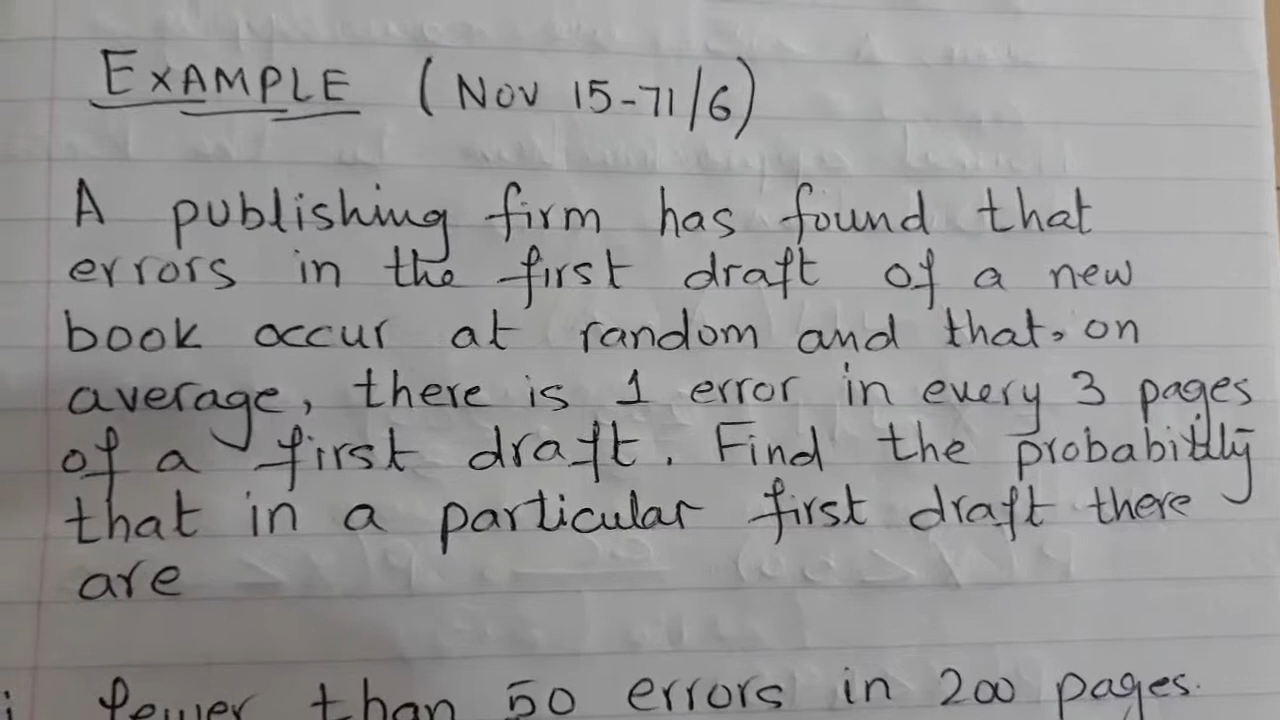 EXAMPLE (NOV 15-71/6)
A publishing firm has found that
errors in the first draft of a new
book occur at random and that, on
average, there is 1 error in every 3 pages
of a first draft. Find the probability
that in a particular first draft there
are
i fewer than 50 errors in 200 pages.